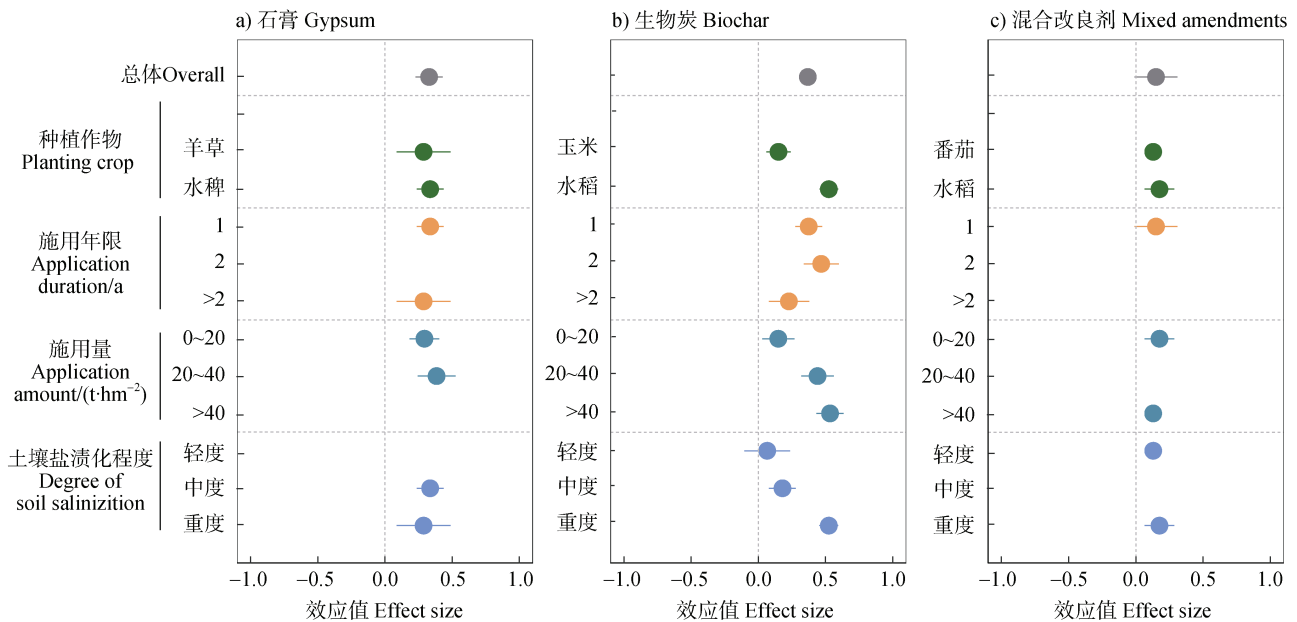 a) 石膏 Gypsum
b) 生物炭 Biochar
c) 混合改良剂 Mixed amendments
总体Overall
种植作物
Planting crop
羊草
水稗
玉米
水稻
番茄
水稻
施用年限
Application
duration/a
1
2
>2
1
2
>2
1
2
>2
施用量
Application
amount/(t·hm⁻²)
0~20
20~40
>40
0~20
20~40
>40
0~20
20~40
>40
土壤盐渍化程度
Degree of
soil salinizition
轻度
中度
重度
轻度
中度
重度
轻度
中度
重度
−1.0 −0.5 0.0 0.5 1.0
−1.0 −0.5 0.0 0.5 1.0
−1.0 −0.5 0.0 0.5 1.0
效应值 Effect size
效应值 Effect size
效应值 Effect size